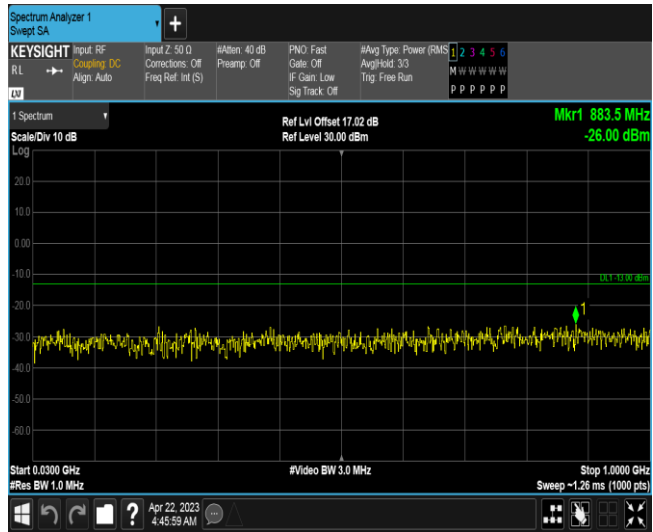 Spectrum Analyzer 1
Swept SA
+
KEYSIGHT Input: RF Input Z: 50 Ω #Atten: 40 dB PNO: Fast #Avg Type: Power (RMS 1 2 3 4 5 6
RL Coupling: DC Corrections: Off Preamp: Off Gate: Off Avg|Hold: 3/3 M W W W W W
Align: Auto Freq Ref: Int (S) IF Gain: Low Trig: Free Run
Sig Track: Off P P P P P P
LXI
1 Spectrum Ref Lvl Offset 17.02 dB Mkr1 883.5 MHz
Scale/Div 10 dB Ref Level 30.00 dBm -26.00 dBm
Log
20.0
10.0
0.00
-10.0
DL1 -13.00 dBm
-20.0
1
-30.0
-40.0
-50.0
-60.0
Start 0.0300 GHz #Video BW 3.0 MHz Stop 1.0000 GHz
#Res BW 1.0 MHz Sweep ~1.26 ms (1000 pts)
? Apr 22, 2023
4:45:59 AM